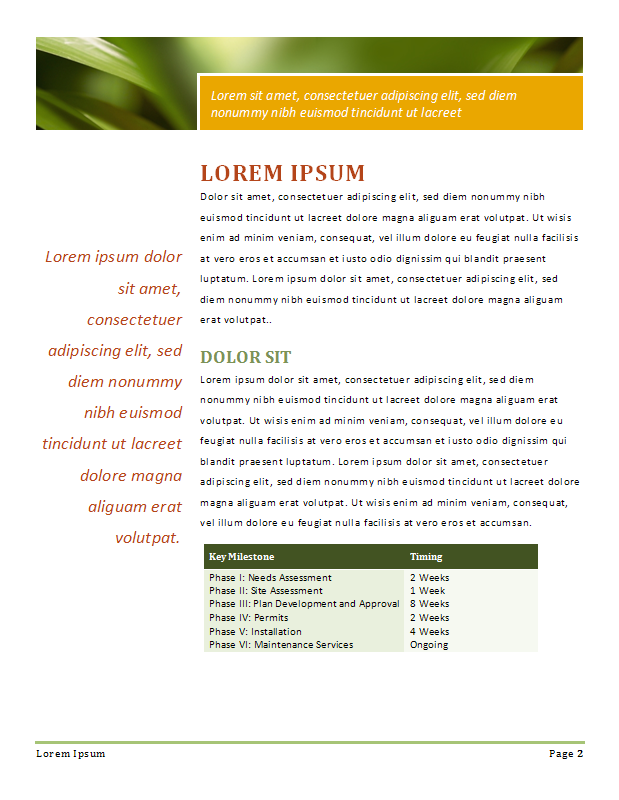 Lorem sit amet, consectetuer adipiscing elit, sed diem
nonummy nibh euismod tincidunt ut lacreet
LOREM IPSUM
Dolor sit amet, consectetuer adipiscing elit, sed diem nonummy nibh
euismod tincidunt ut lacreet dolore magna aliguam erat volutpat. Ut wisis
enim ad minim veniam, consequat, vel illum dolore eu feugiat nulla facilisis
at vero eros et accumsan et iusto odio dignissim qui blandit praesent
luptatum. Lorem ipsum dolor sit amet, consectetuer adipiscing elit, sed
diem nonummy nibh euismod tincidunt ut lacreet dolore magna aliguam
erat volutpat..
Lorem ipsum dolor
sit amet,
consectetuer
adipiscing elit, sed
diem nonummy
nibh euismod
tincidunt ut lacreet
dolore magna
aliguam erat
volutpat.
DOLOR SIT
Lorem ipsum dolor sit amet, consectetuer adipiscing elit, sed diem
nonummy nibh euismod tincidunt ut lacreet dolore magna aliguam erat
volutpat. Ut wisis enim ad minim veniam, consequat, vel illum dolore eu
feugiat nulla facilisis at vero eros et accumsan et iusto odio dignissim qui
blandit praesent luptatum. Lorem ipsum dolor sit amet, consectetuer
adipiscing elit, sed diem nonummy nibh euismod tincidunt ut lacreet dolore
magna aliguam erat volutpat. Ut wisis enim ad minim veniam, consequat,
vel illum dolore eu feugiat nulla facilisis at vero eros et accumsan.
Key Milestone Timing
Phase I: Needs Assessment 2 Weeks
Phase II: Site Assessment 1 Week
Phase III: Plan Development and Approval 8 Weeks
Phase IV: Permits 2 Weeks
Phase V: Installation 4 Weeks
Phase VI: Maintenance Services Ongoing
Lorem Ipsum Page 2